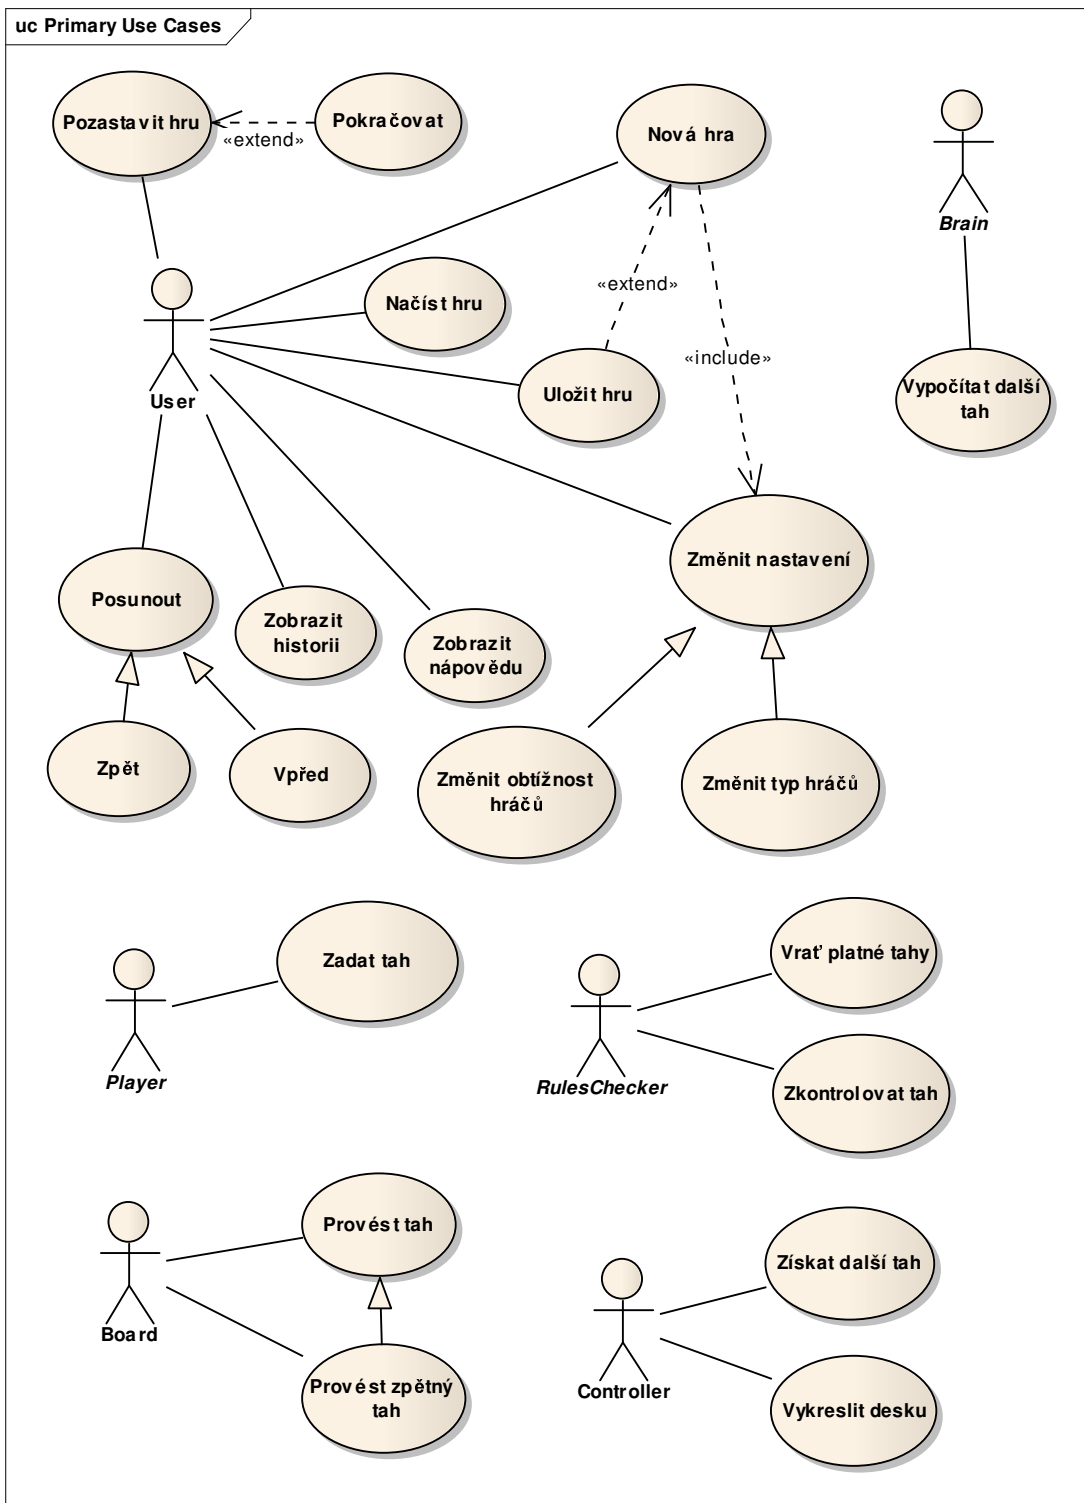 uc Primary Use Cases
Pozastavit hru
«extend»
Pokračovat
Nová hra
Brain
Načíst hru
«extend»
«include»
Uložit hru
Vypočítat další
tah
User
Změnit nastavení
Posunout
Zobrazit
historii
Zobrazit
nápovědu
Zpět
Vpřed
Změnit obtížnost
hráčů
Změnit typ hráčů
Zadat tah
Player
Vrať platné tahy
RulesChecker
Zkontrolovat tah
Provést tah
Board
Provést zpětný
tah
Získat další tah
Controller
Vykreslit desku